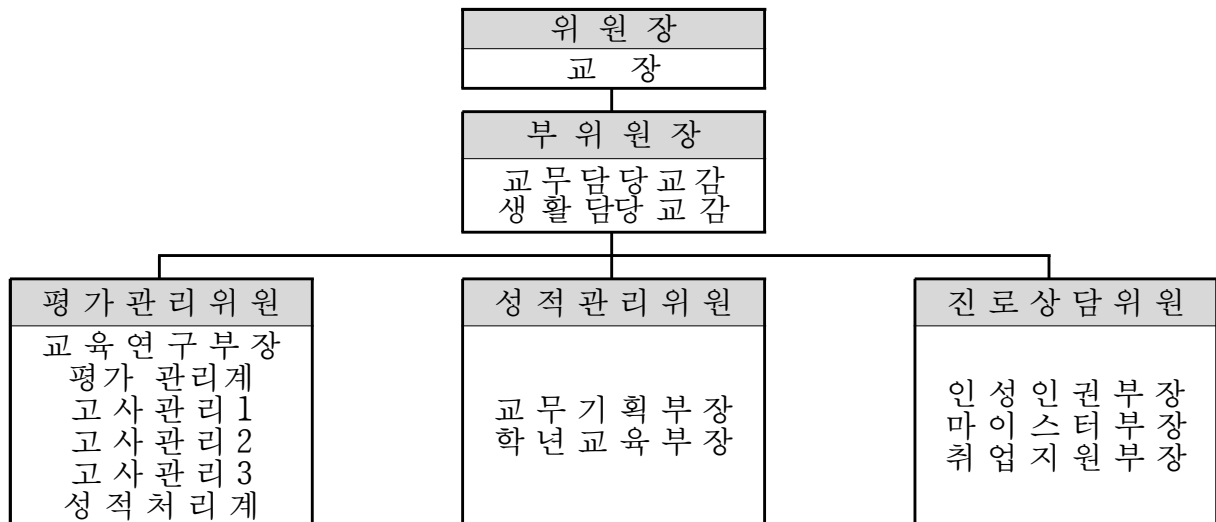 위 원 장
교 장
부 위 원 장
교 무 담 당 교 감
생 활 담당 교 감
평 가 관 리 위 원
교 육 연 구 부 장
평가 관리계
고 사 관 리 1
고 사 관 리 2
고 사 관 리 3
성 적 처 리 계
성 적 관 리 위 원
교 무 기 획 부 장
학 년 교 육 부 장
진 로 상 담 위 원
인 성 인 권 부 장
마 이 스 터 부 장
취 업 지 원 부 장